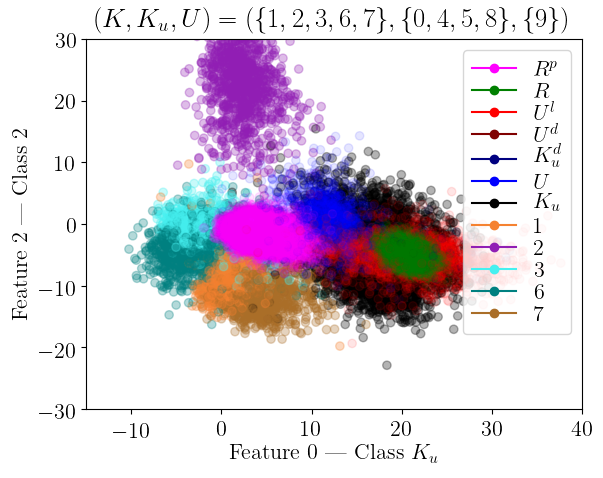 (K, K_u, U) = ({1, 2, 3, 6, 7}, {0, 4, 5, 8}, {9})
30
20
10
0
−10
−20
−30
Feature 2 — Class 2
−10
0
10
20
30
40
Feature 0 — Class K_u
R^p
R
U^l
U^d
K_u^d
U
K_u
1
2
3
6
7